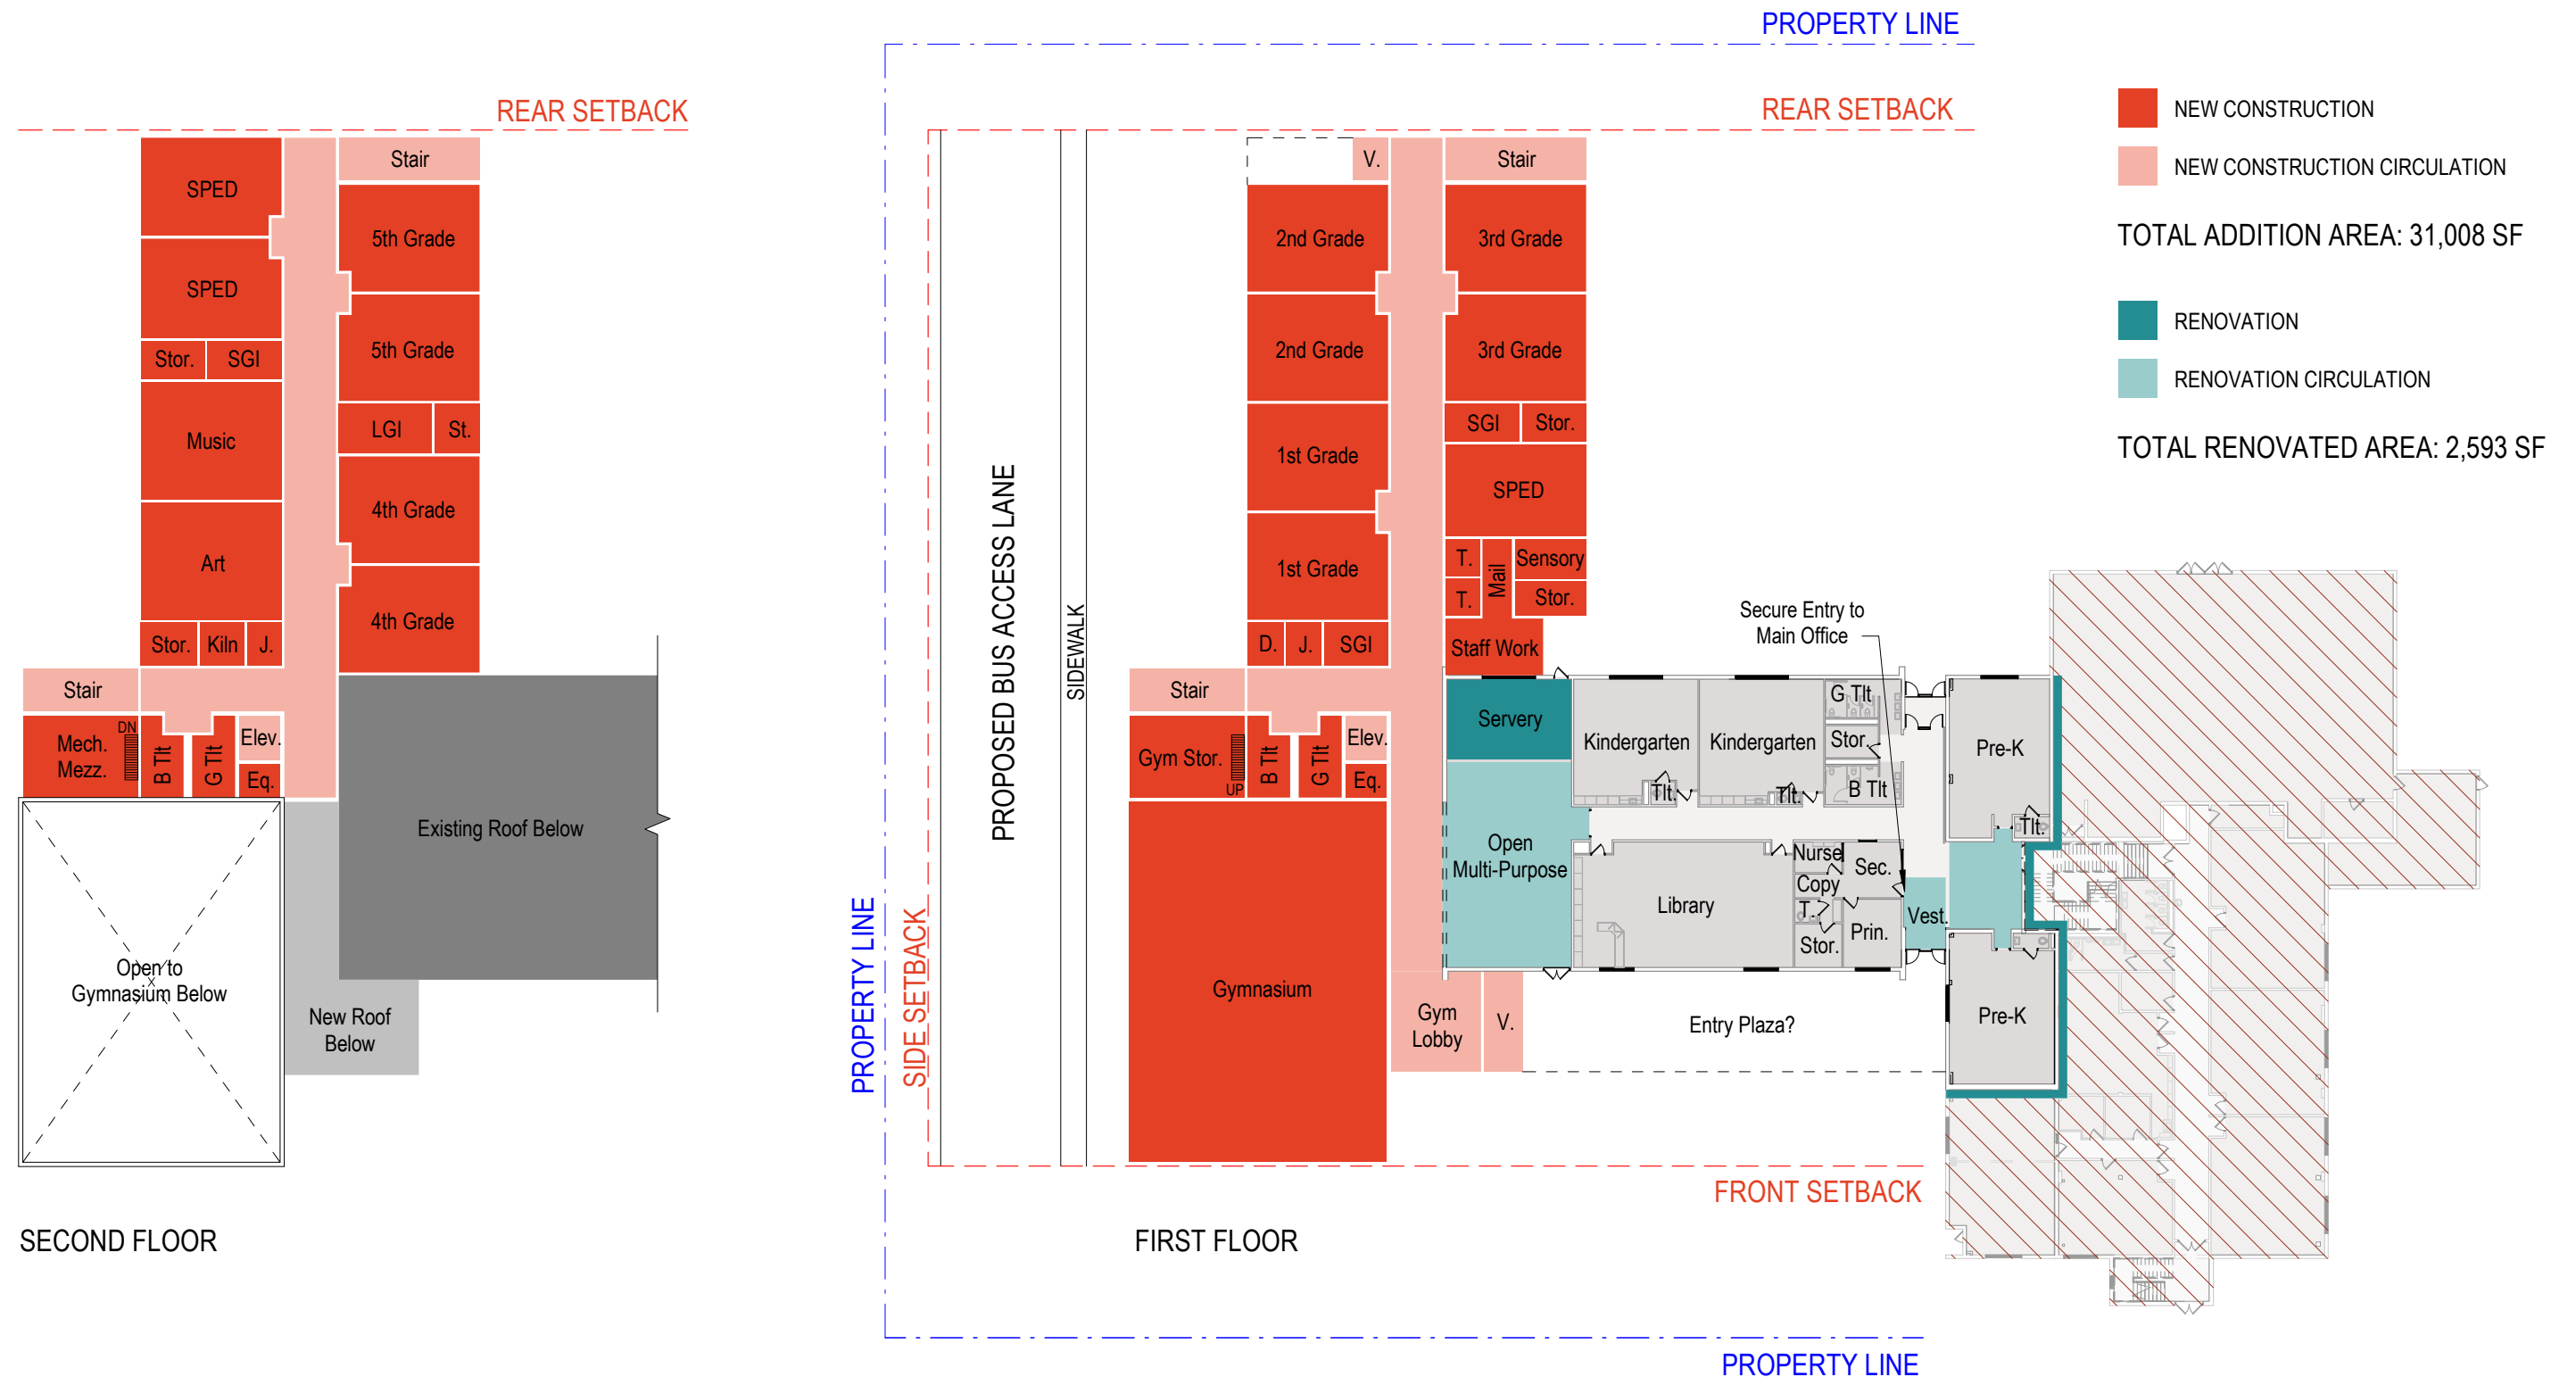 PROPERTY LINE
REAR SETBACK
REAR SETBACK
NEW CONSTRUCTION
NEW CONSTRUCTION CIRCULATION
TOTAL ADDITION AREA: 31,008 SF
RENOVATION
RENOVATION CIRCULATION
TOTAL RENOVATED AREA: 2,593 SF
SPED
Stair
5th Grade
SPED
5th Grade
Stor.
SGI
LGI
St.
Music
4th Grade
Art
4th Grade
Stor.
Kiln
J.
Stair
DN
Mech.
Mezz.
B Tlt
G Tlt
Elev.
Eq.
Existing Roof Below
Open to
Gymnasium Below
New Roof
Below
SECOND FLOOR
PROPERTY LINE
SIDE SETBACK
PROPOSED BUS ACCESS LANE
SIDEWALK
V.
Stair
2nd Grade
3rd Grade
2nd Grade
3rd Grade
SGI
Stor.
1st Grade
SPED
1st Grade
T.
Mail
Sensory
T.
Stor.
D.
J.
SGI
Staff Work
Stair
Gym Stor.
UP
B Tlt
G Tlt
Elev.
Eq.
Servery
Open
Multi-Purpose
Gymnasium
Gym
Lobby
V.
Kindergarten
Kindergarten
Tlt.
Tlt.
G Tlt
Stor.
B Tlt
Secure Entry to
Main Office
Library
Nurse
Sec.
Copy
T.
Stor.
Prin.
Vest.
Pre-K
Tlt.
Pre-K
Entry Plaza?
FRONT SETBACK
FIRST FLOOR
PROPERTY LINE